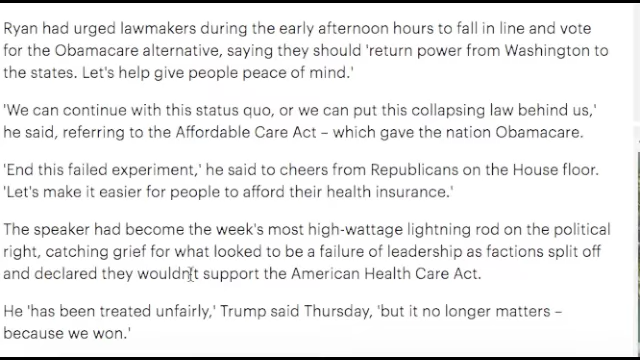 Ryan had urged lawmakers during the early afternoon hours to fall in line and vote
for the Obamacare alternative, saying they should 'return power from Washington to
the states. Let's help give people peace of mind.'
'We can continue with this status quo, or we can put this collapsing law behind us,'
he said, referring to the Affordable Care Act – which gave the nation Obamacare.
'End this failed experiment,' he said to cheers from Republicans on the House floor.
'Let's make it easier for people to afford their health insurance.'
The speaker had become the week's most high-wattage lightning rod on the political
right, catching grief for what looked to be a failure of leadership as factions split off
and declared they wouldn't support the American Health Care Act.
He 'has been treated unfairly,' Trump said Thursday, 'but it no longer matters –
because we won.'